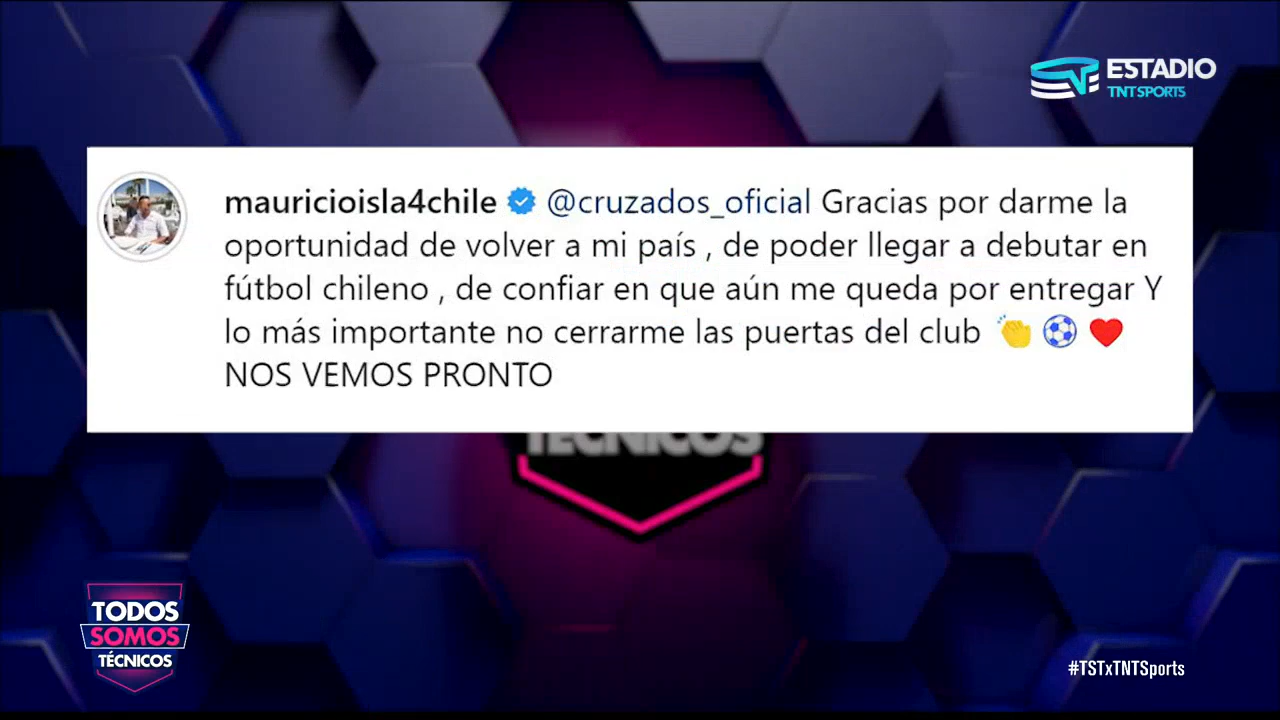 ESTADIO
TNT SPORTS
mauricioisla4chile @cruzados_oficial Gracias por darme la
oportunidad de volver a mi país , de poder llegar a debutar en
fútbol chileno , de confiar en que aún me queda por entregar Y
lo más importante no cerrarme las puertas del club 👏 ⚽ ❤️
NOS VEMOS PRONTO
TÉCNICOS
TODOS
SOMOS
TÉCNICOS
#TSTxTNTSports